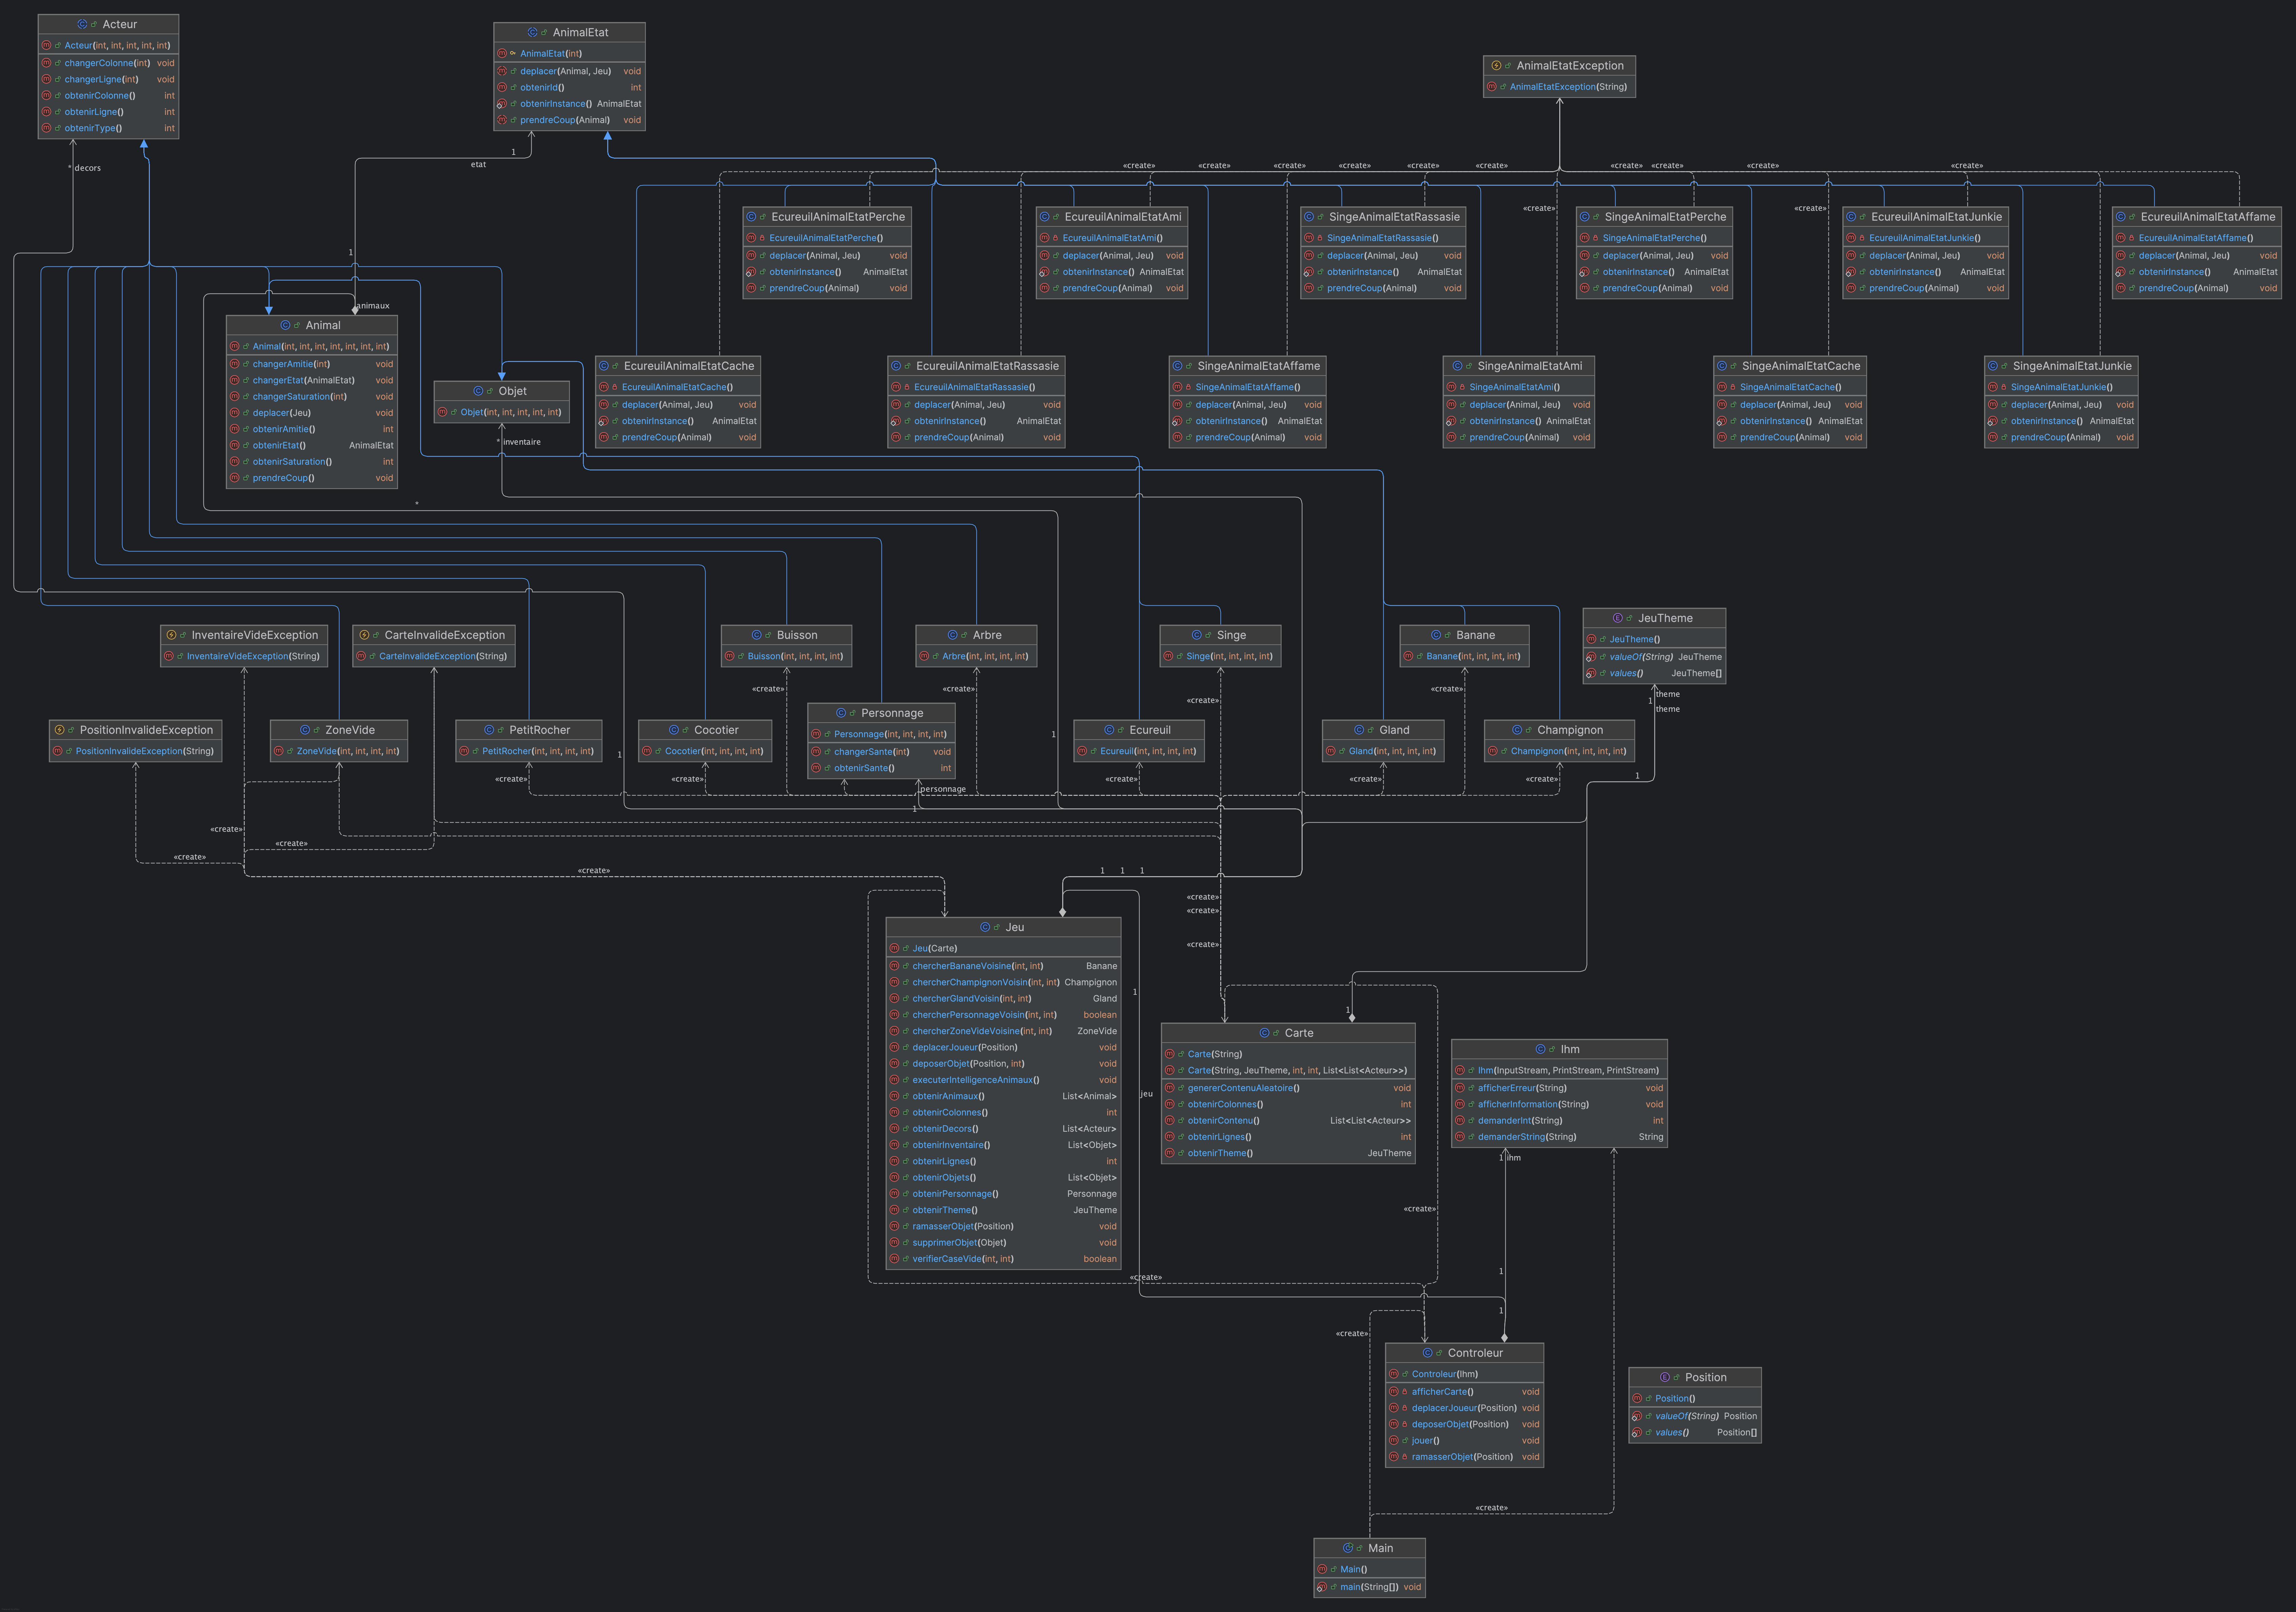 Acteur
Acteur(int, int, int, int, int)
changerColonne(int) void
changerLigne(int) void
obtenirColonne() int
obtenirLigne() int
obtenirType() int
AnimalEtat
AnimalEtat(int)
deplacer(Animal, Jeu) void
obtenirId() int
obtenirInstance() AnimalEtat
prendreCoup(Animal) void
AnimalEtatException
AnimalEtatException(String)
* decors
1
etat
1
«create» «create» «create» «create» «create» «create» «create» «create» «create» «create»
«create»
«create»
EcureuilAnimalEtatPerche
EcureuilAnimalEtatPerche()
deplacer(Animal, Jeu) void
obtenirInstance() AnimalEtat
prendreCoup(Animal) void
EcureuilAnimalEtatAmi
EcureuilAnimalEtatAmi()
deplacer(Animal, Jeu) void
obtenirInstance() AnimalEtat
prendreCoup(Animal) void
SingeAnimalEtatRassasie
SingeAnimalEtatRassasie()
deplacer(Animal, Jeu) void
obtenirInstance() AnimalEtat
prendreCoup(Animal) void
SingeAnimalEtatPerche
SingeAnimalEtatPerche()
deplacer(Animal, Jeu) void
obtenirInstance() AnimalEtat
prendreCoup(Animal) void
EcureuilAnimalEtatJunkie
EcureuilAnimalEtatJunkie()
deplacer(Animal, Jeu) void
obtenirInstance() AnimalEtat
prendreCoup(Animal) void
EcureuilAnimalEtatAffame
EcureuilAnimalEtatAffame()
deplacer(Animal, Jeu) void
obtenirInstance() AnimalEtat
prendreCoup(Animal) void
animaux
Animal
Animal(int, int, int, int, int, int, int)
changerAmitie(int) void
changerEtat(AnimalEtat) void
changerSaturation(int) void
deplacer(Jeu) void
obtenirAmitie() int
obtenirEtat() AnimalEtat
obtenirSaturation() int
prendreCoup() void
*
Objet
Objet(int, int, int, int, int)
* inventaire
EcureuilAnimalEtatCache
EcureuilAnimalEtatCache()
deplacer(Animal, Jeu) void
obtenirInstance() AnimalEtat
prendreCoup(Animal) void
EcureuilAnimalEtatRassasie
EcureuilAnimalEtatRassasie()
deplacer(Animal, Jeu) void
obtenirInstance() AnimalEtat
prendreCoup(Animal) void
SingeAnimalEtatAffame
SingeAnimalEtatAffame()
deplacer(Animal, Jeu) void
obtenirInstance() AnimalEtat
prendreCoup(Animal) void
SingeAnimalEtatAmi
SingeAnimalEtatAmi()
deplacer(Animal, Jeu) void
obtenirInstance() AnimalEtat
prendreCoup(Animal) void
SingeAnimalEtatCache
SingeAnimalEtatCache()
deplacer(Animal, Jeu) void
obtenirInstance() AnimalEtat
prendreCoup(Animal) void
SingeAnimalEtatJunkie
SingeAnimalEtatJunkie()
deplacer(Animal, Jeu) void
obtenirInstance() AnimalEtat
prendreCoup(Animal) void
InventaireVideException
InventaireVideException(String)
CarteInvalideException
CarteInvalideException(String)
Buisson
Buisson(int, int, int, int)
Arbre
Arbre(int, int, int, int)
Singe
Singe(int, int, int, int)
Banane
Banane(int, int, int, int)
JeuTheme
JeuTheme()
valueOf(String) JeuTheme
values() JeuTheme[]
theme
1
theme
«create»
«create»
«create»
«create»
PositionInvalideException
PositionInvalideException(String)
ZoneVide
ZoneVide(int, int, int, int)
PetitRocher
PetitRocher(int, int, int, int)
Cocotier
Cocotier(int, int, int, int)
Personnage
Personnage(int, int, int, int)
changerSante(int) void
obtenirSante() int
Ecureuil
Ecureuil(int, int, int, int)
Gland
Gland(int, int, int, int)
Champignon
Champignon(int, int, int, int)
1
1
1
«create»
«create»
«create»
«create»
«create»
personnage
1
«create»
«create»
«create»
«create»
1 1 1
«create»
«create»
«create»
Jeu
Jeu(Carte)
chercherBananeVoisine(int, int) Banane
chercherChampignonVoisin(int, int) Champignon
chercherGlandVoisin(int, int) Gland
chercherPersonnageVoisin(int, int) boolean
chercherZoneVideVoisine(int, int) ZoneVide
deplacerJoueur(Position) void
deposerObjet(Position, int) void
executerIntelligenceAnimaux() void
obtenirAnimaux() List<Animal>
obtenirColonnes() int
obtenirDecors() List<Acteur>
obtenirInventaire() List<Objet>
obtenirLignes() int
obtenirObjets() List<Objet>
obtenirPersonnage() Personnage
obtenirTheme() JeuTheme
ramasserObjet(Position) void
supprimerObjet(Objet) void
verifierCaseVide(int, int) boolean
1
jeu
1
Carte
Carte(String)
Carte(String, JeuTheme, int, int, List<List<Acteur>>)
genererContenuAleatoire() void
obtenirColonnes() int
obtenirContenu() List<List<Acteur>>
obtenirLignes() int
obtenirTheme() JeuTheme
Ihm
Ihm(InputStream, PrintStream, PrintStream)
afficherErreur(String) void
afficherInformation(String) void
demanderInt(String) int
demanderString(String) String
1 ihm
«create»
1
«create»
1
«create»
Controleur
Controleur(Ihm)
afficherCarte() void
deplacerJoueur(Position) void
deposerObjet(Position) void
jouer() void
ramasserObjet(Position) void
Position
Position()
valueOf(String) Position
values() Position[]
«create»
Main
Main()
main(String[]) void